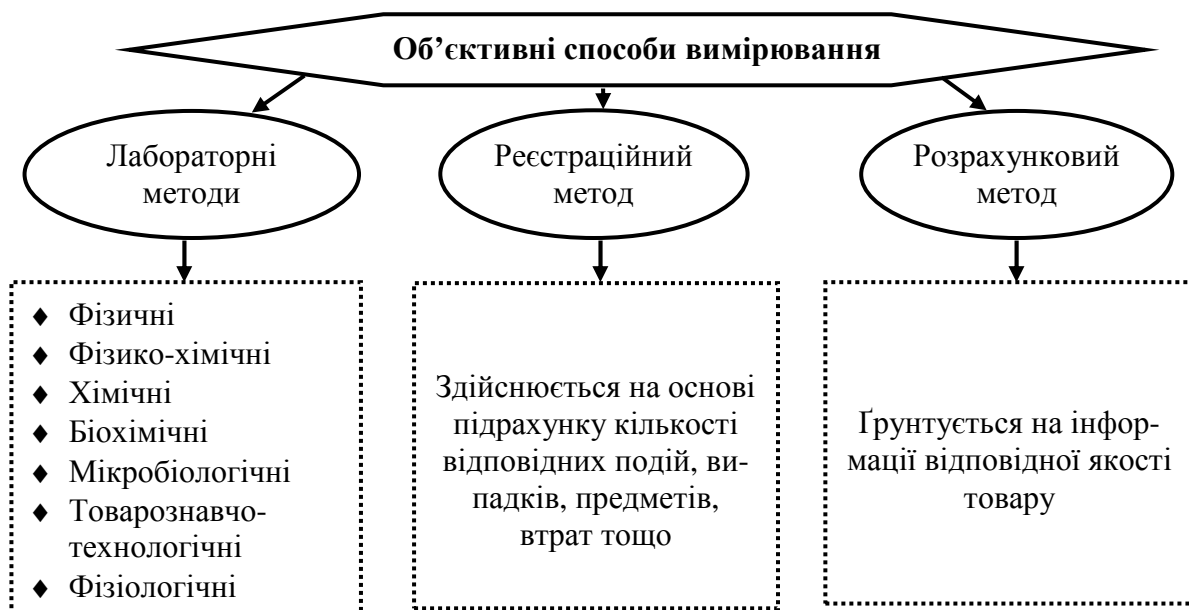 Об’єктивні способи вимірювання
Лабораторні
методи
Реєстраційний
метод
Розрахунковий
метод
♦ Фізичні
♦ Фізико-хімічні
♦ Хімічні
♦ Біохімічні
♦ Мікробіологічні
♦ Товарознавчо-
технологічні
♦ Фізіологічні
Здійснюється на основі
підрахунку кількості
відповідних подій, ви-
падків, предметів,
втрат тощо
Ґрунтується на інфор-
мації відповідної якості
товару